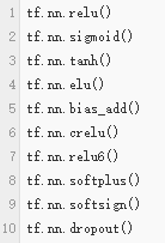 1 tf.nn.relu()
2 tf.nn.sigmoid()
3 tf.nn.tanh()
4 tf.nn.elu()
5 tf.nn.bias_add()
6 tf.nn.crelu()
7 tf.nn.relu6()
8 tf.nn.softplus()
9 tf.nn.softsign()
10 tf.nn.dropout()